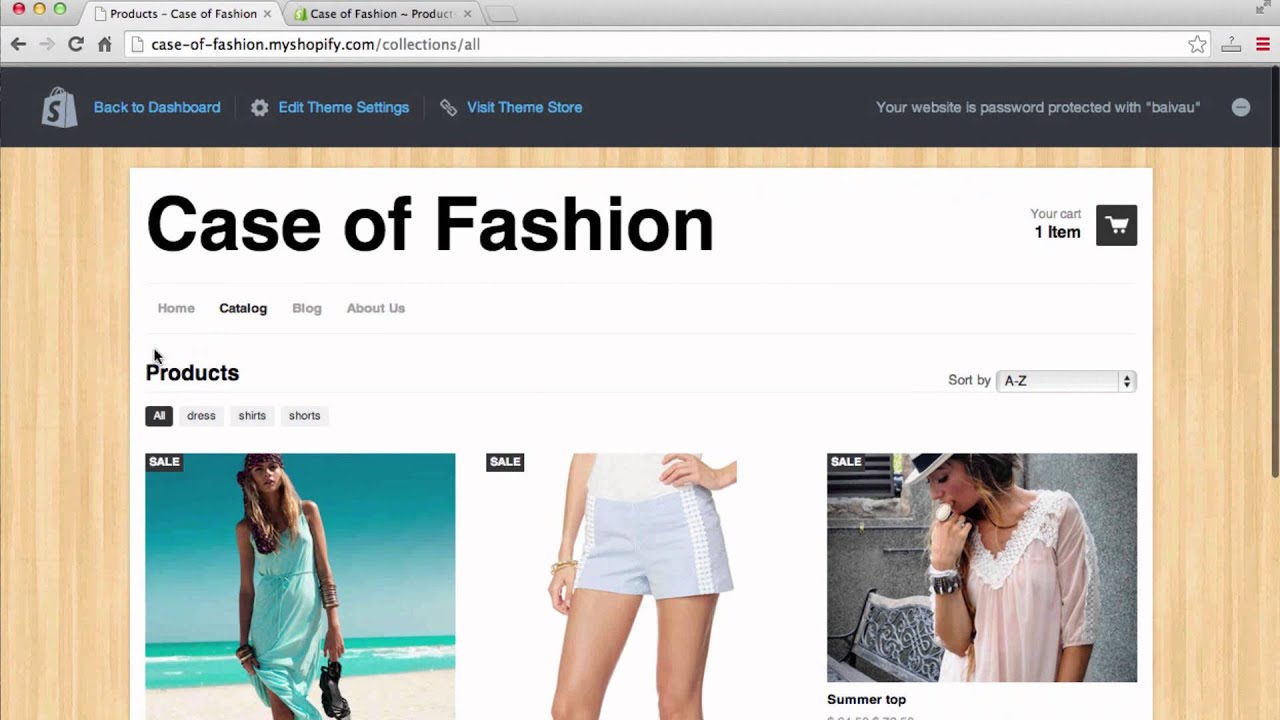 Products - Case of Fashion
Case of Fashion ~ Product
case-of-fashion.myshopify.com/collections/all
Back to Dashboard
Edit Theme Settings
Visit Theme Store
Your website is password protected with "baivau"
Case of Fashion
Your cart
1 Item
Home
Catalog
Blog
About Us
Products
Sort by
A-Z
All
dress
shirts
shorts
SALE
SALE
SALE
Summer top